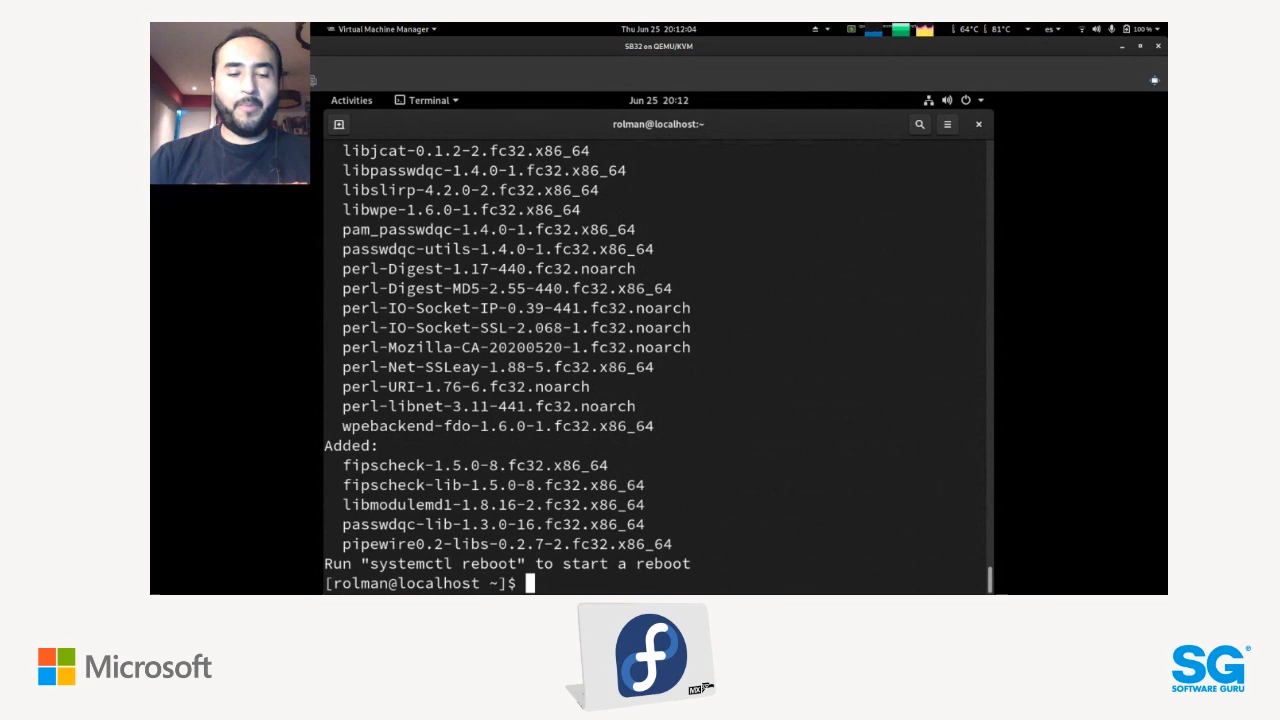 Virtual Machine Manager
Thu Jun 25 20:12:04
64°C
81°C
es
100 %
SB32 on QEMU/KVM
Activities
Terminal
Jun 25 20:12
rolman@localhost:~
libjcat-0.1.2-2.fc32.x86_64
libpasswdqc-1.4.0-1.fc32.x86_64
libslirp-4.2.0-2.fc32.x86_64
libwpe-1.6.0-1.fc32.x86_64
pam_passwdqc-1.4.0-1.fc32.x86_64
passwdqc-utils-1.4.0-1.fc32.x86_64
perl-Digest-1.17-440.fc32.noarch
perl-Digest-MD5-2.55-440.fc32.x86_64
perl-IO-Socket-IP-0.39-441.fc32.noarch
perl-IO-Socket-SSL-2.068-1.fc32.noarch
perl-Mozilla-CA-20200520-1.fc32.noarch
perl-Net-SSLeay-1.88-5.fc32.x86_64
perl-URI-1.76-6.fc32.noarch
perl-libnet-3.11-441.fc32.noarch
wpebackend-fdo-1.6.0-1.fc32.x86_64
Added:
fipscheck-1.5.0-8.fc32.x86_64
fipscheck-lib-1.5.0-8.fc32.x86_64
libmodulemd1-1.8.16-2.fc32.x86_64
passwdqc-lib-1.3.0-16.fc32.x86_64
pipewire0.2-libs-0.2.7-2.fc32.x86_64
Run "systemctl reboot" to start a reboot
[rolman@localhost ~]$
Microsoft
MX
SG®
SOFTWARE GURU